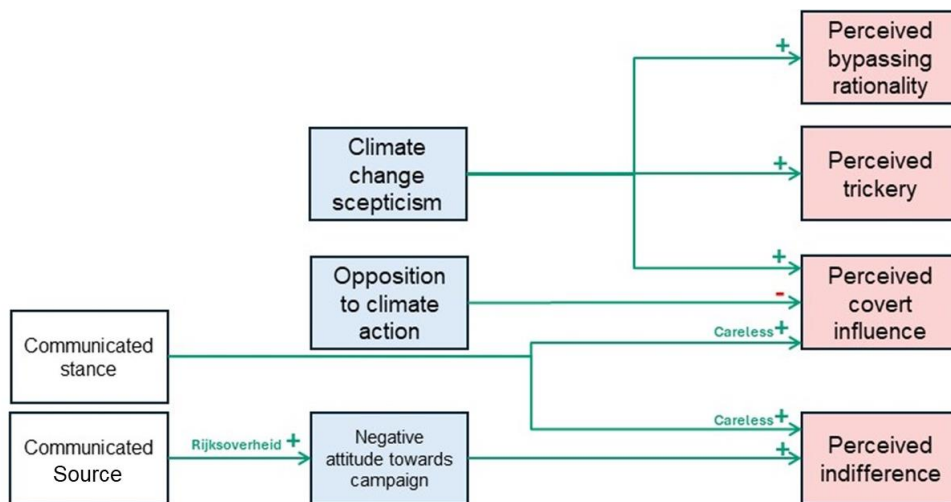 Perceived
bypassing
rationality
+
Climate
change
scepticism
+
Perceived
trickery
+
Opposition
to climate
action
-
Perceived
covert
influence
Careless+
Communicated
stance
Careless+
Communicated
Source
Rijksoverheid +
Negative
attitude towards
campaign
+
Perceived
indifference